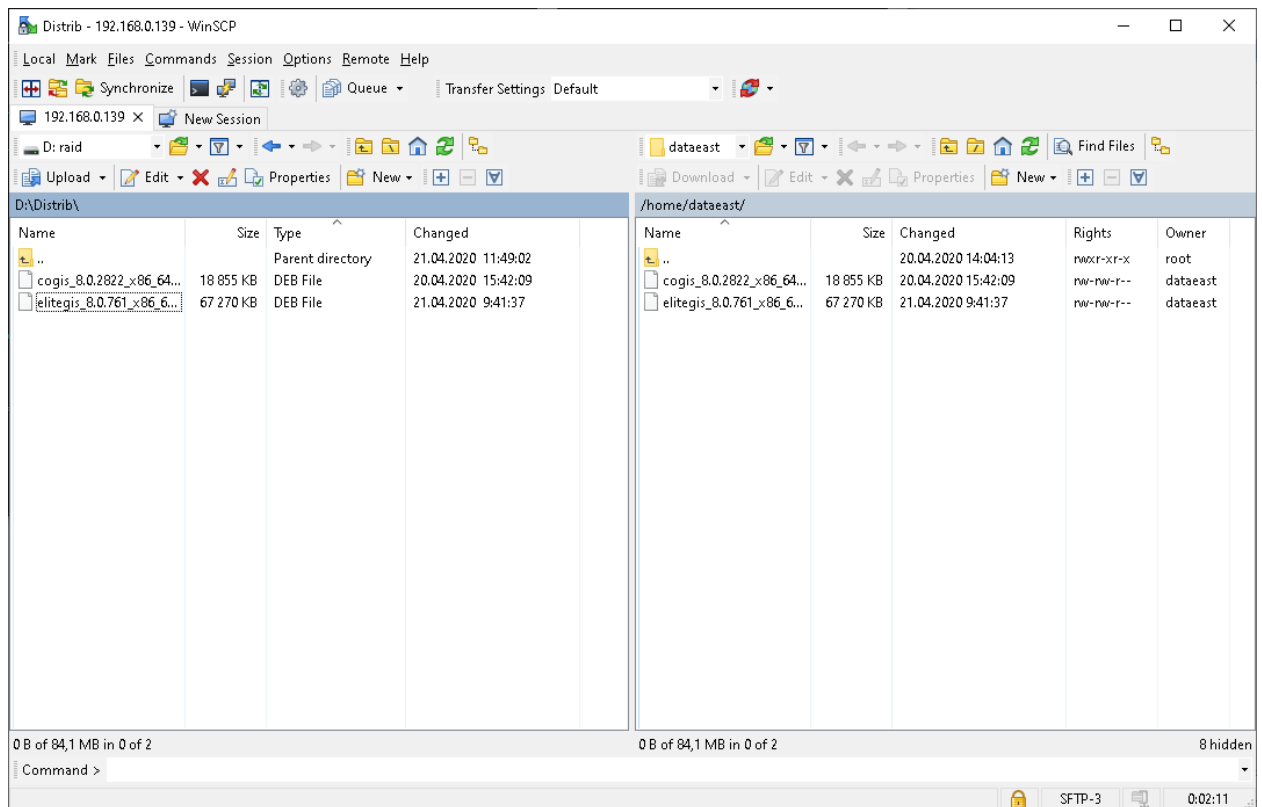 Distrib - 192.168.0.139 - WinSCP
Local Mark Files Commands Session Options Remote Help
Synchronize Queue Transfer Settings Default
192.168.0.139 New Session
D: raid dataeast Find Files
Upload Edit Properties New Download Edit Properties New
D:\Distrib\ /home/dataeast/
Name Size Type Changed Name Size Changed Rights Owner
.. Parent directory 21.04.2020 11:49:02 .. 20.04.2020 14:04:13 rwxr-xr-x root
cogis_8.0.2822_x86_64... 18 855 KB DEB File 20.04.2020 15:42:09 cogis_8.0.2822_x86_64... 18 855 KB 20.04.2020 15:42:09 rw-rw-r-- dataeast
elitegis_8.0.761_x86_6... 67 270 KB DEB File 21.04.2020 9:41:37 elitegis_8.0.761_x86_6... 67 270 KB 21.04.2020 9:41:37 rw-rw-r-- dataeast
0 B of 84,1 MB in 0 of 2 0 B of 84,1 MB in 0 of 2 8 hidden
Command >
SFTP-3 0:02:11